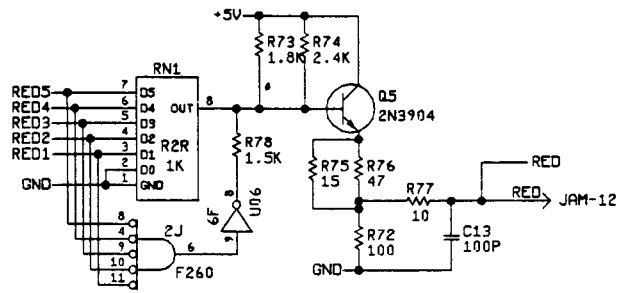 +5V
R73
1.8K
R74
2.4K
RN1
RED5 7 D5
RED4 6 D4
RED3 5 D3
RED2 4 D2
RED1 3 D1
2 D0
GND 1 GND
OUT 8
R2R
1K
Q5
2N3904
R78
1.5K
R75
15
R76
47
R77
10
RED
RED
JAM-12
C13
100P
R72
100
GND
6F
8
U06
9
8
4
9
10
11
2J
6
F260